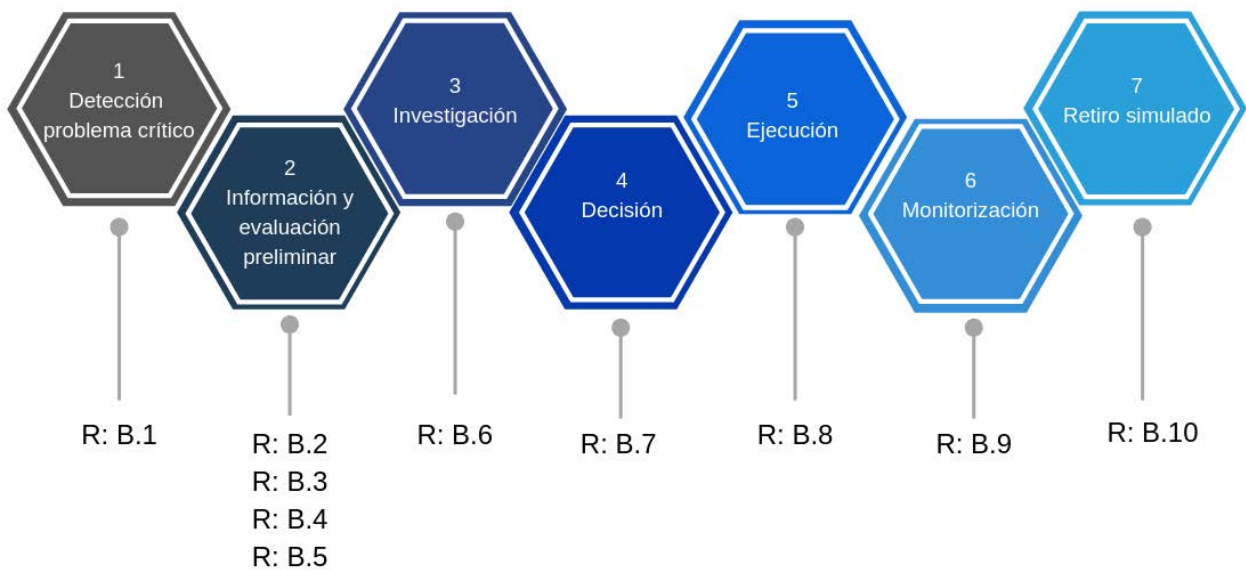 1
Detección
problema crítico
2
Información y
evaluación
preliminar
3
Investigación
4
Decisión
5
Ejecución
6
Monitorización
7
Retiro simulado
R: B.1
R: B.2
R: B.3
R: B.4
R: B.5
R: B.6
R: B.7
R: B.8
R: B.9
R: B.10